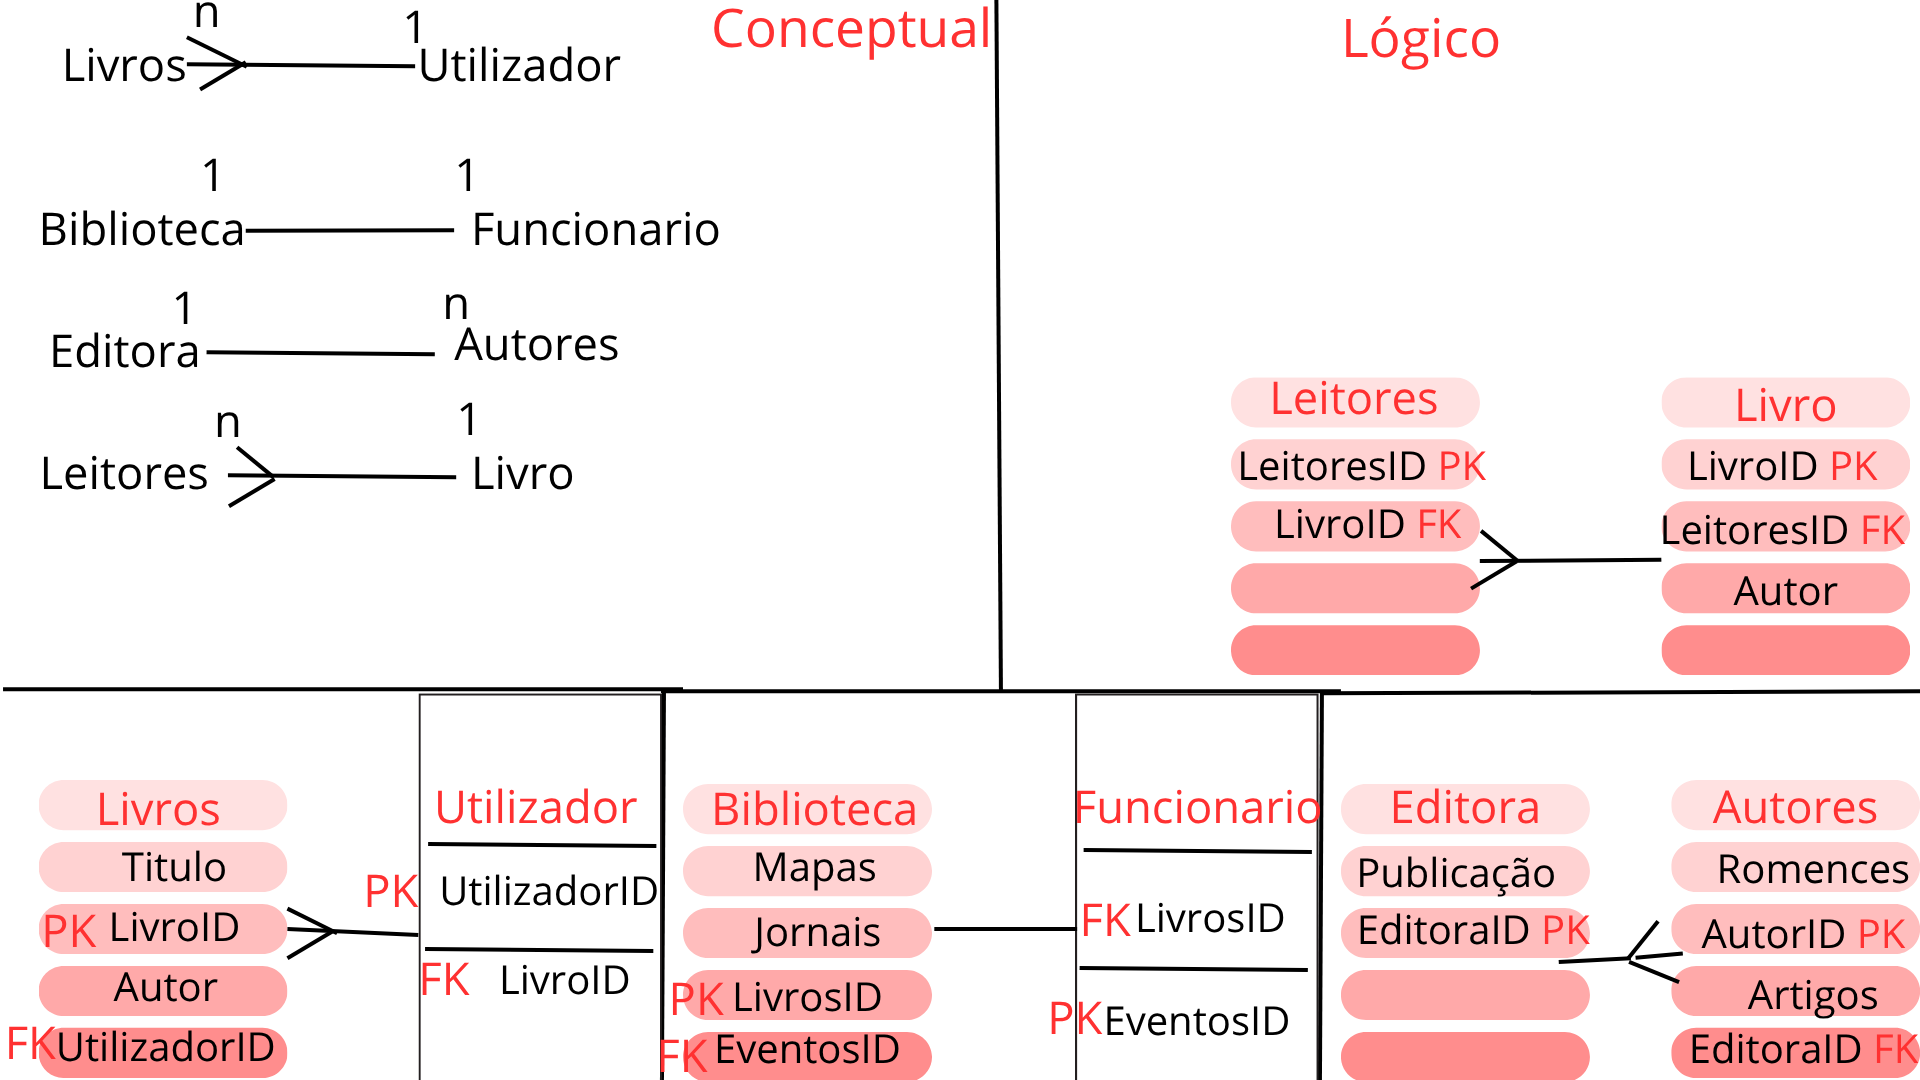 Conceptual
n 1
Livros Utilizador
1 1
Biblioteca Funcionario
1 n
Editora Autores
n 1
Leitores Livro
Lógico
Leitores
LeitoresID PK
LivroID FK
Livro
LivroID PK
LeitoresID FK
Autor
Livros
Titulo
PK LivroID
Autor
FK UtilizadorID
Utilizador
PK UtilizadorID
FK LivroID
Biblioteca
Mapas
Jornais
PK LivrosID
FK EventosID
Funcionario
FK LivrosID
PK EventosID
Editora
Publicação
EditoraID PK
Autores
Romences
AutorID PK
Artigos
EditoraID FK